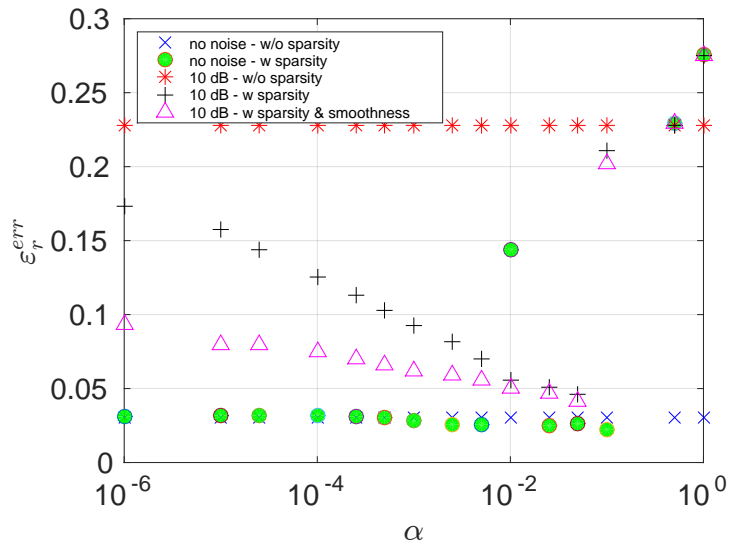 0.3
no noise - w/o sparsity
no noise - w sparsity
10 dB - w/o sparsity
10 dB - w sparsity
10 dB - w sparsity & smoothness
0.25
0.2
0.15
0.1
0.05
0
ε_r^{err}
10^{-6}
10^{-4}
10^{-2}
10^{0}
α